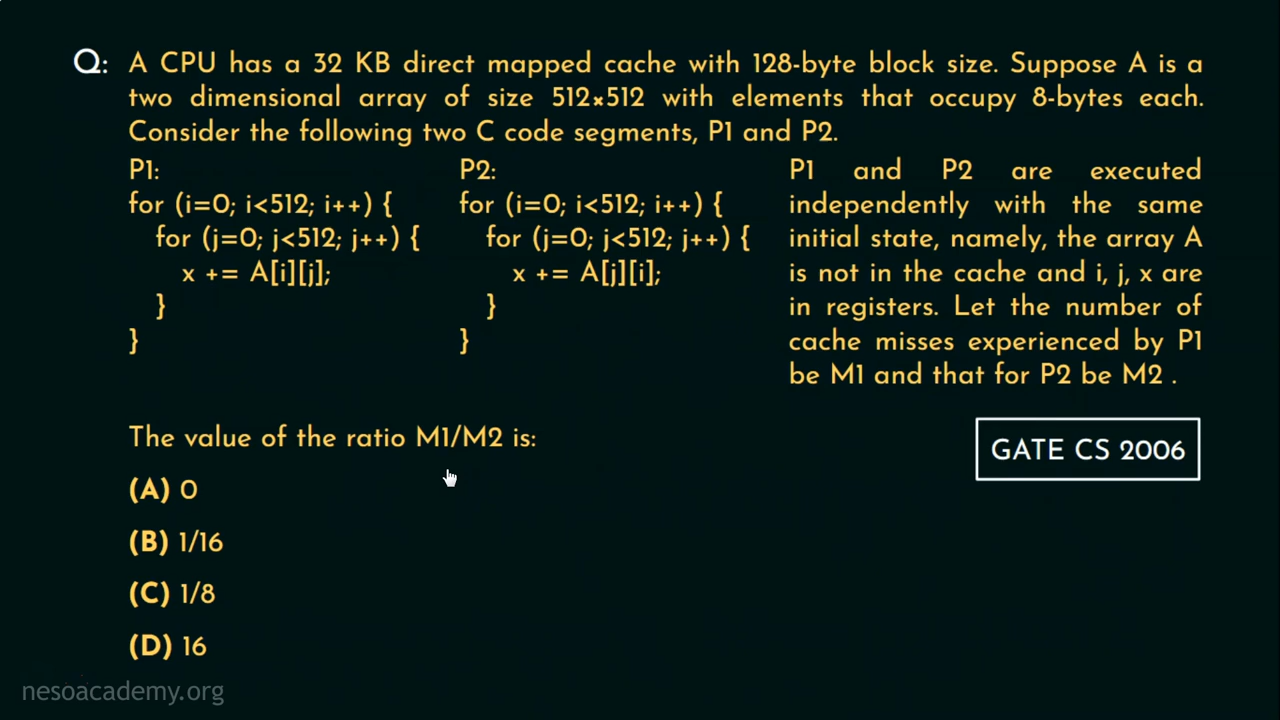 Q: A CPU has a 32 KB direct mapped cache with 128-byte block size. Suppose A is a
two dimensional array of size 512×512 with elements that occupy 8-bytes each.
Consider the following two C code segments, P1 and P2.
P1:
for (i=0; i<512; i++) {
for (j=0; j<512; j++) {
x += A[i][j];
}
}
P2:
for (i=0; i<512; i++) {
for (j=0; j<512; j++) {
x += A[j][i];
}
}
P1 and P2 are executed
independently with the same
initial state, namely, the array A
is not in the cache and i, j, x are
in registers. Let the number of
cache misses experienced by P1
be M1 and that for P2 be M2 .
The value of the ratio M1/M2 is:
GATE CS 2006
(A) 0
(B) 1/16
(C) 1/8
(D) 16
nesoacademy.org